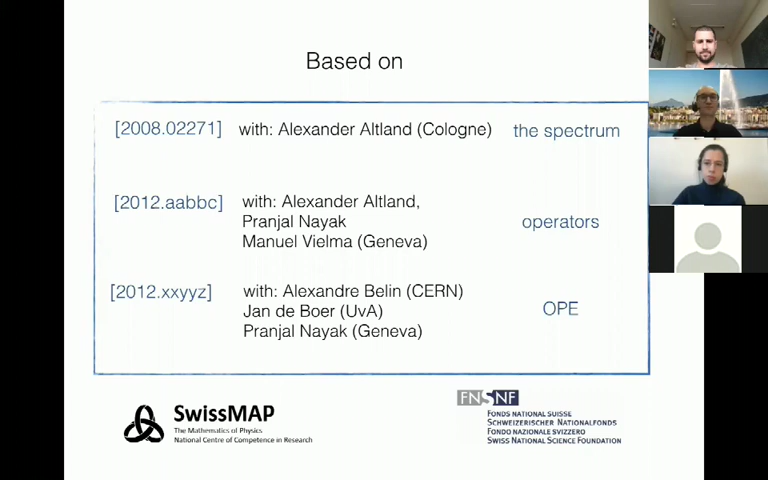 Based on
[2008.02271] with: Alexander Altland (Cologne) the spectrum
[2012.aabbc] with: Alexander Altland,
Pranjal Nayak
Manuel Vielma (Geneva)
operators
[2012.xxyyz] with: Alexandre Belin (CERN)
Jan de Boer (UvA)
Pranjal Nayak (Geneva)
OPE
SwissMAP
The Mathematics of Physics
National Centre of Competence in Research
FNSNF
FONDS NATIONAL SUISSE
SCHWEIZERISCHER NATIONALFONDS
FONDO NAZIONALE SVIZZERO
SWISS NATIONAL SCIENCE FOUNDATION